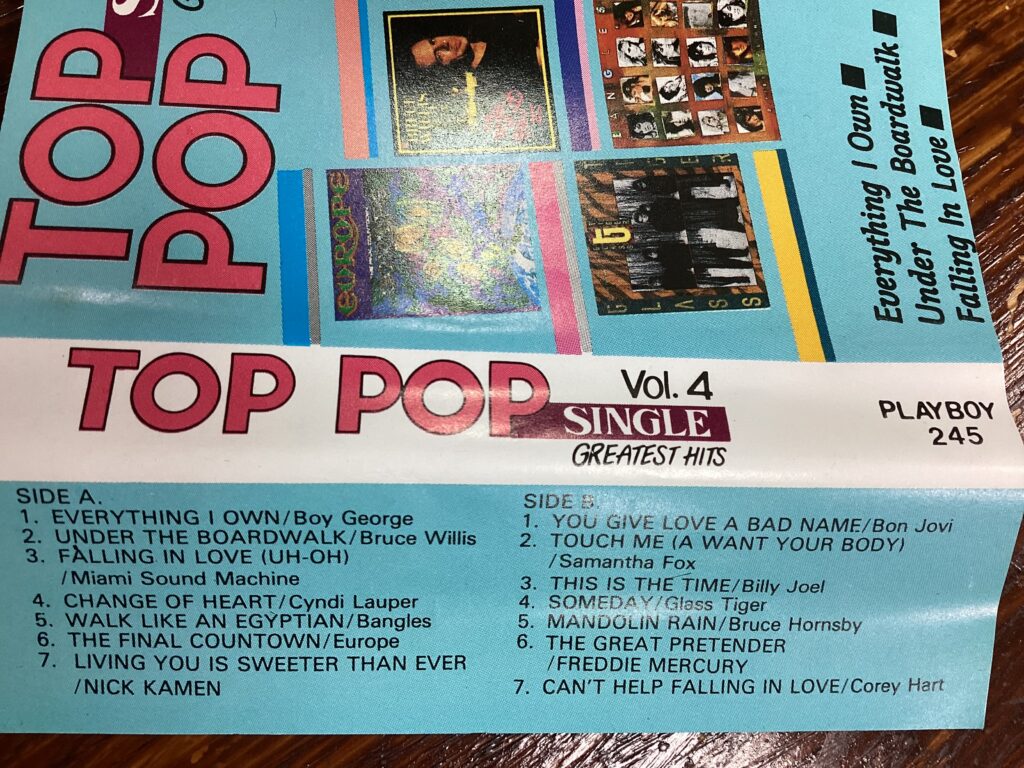 TOP
POP
Everything I Own ■
Under The Boardwalk ■
Falling In Love ■
BANGLES
EUROPE
GLASS
TIGER
TOP POP Vol. 4
SINGLE
GREATEST HITS
PLAYBOY
245
SIDE A.
1. EVERYTHING I OWN/Boy George
2. UNDER THE BOARDWALK/Bruce Willis
3. FALLING IN LOVE (UH-OH)
/Miami Sound Machine
4. CHANGE OF HEART/Cyndi Lauper
5. WALK LIKE AN EGYPTIAN/Bangles
6. THE FINAL COUNTOWN/Europe
7. LIVING YOU IS SWEETER THAN EVER
/NICK KAMEN
SIDE B.
1. YOU GIVE LOVE A BAD NAME/Bon Jovi
2. TOUCH ME (A WANT YOUR BODY)
/Samantha Fox
3. THIS IS THE TIME/Billy Joel
4. SOMEDAY/Glass Tiger
5. MANDOLIN RAIN/Bruce Hornsby
6. THE GREAT PRETENDER
/FREDDIE MERCURY
7. CAN'T HELP FALLING IN LOVE/Corey Hart